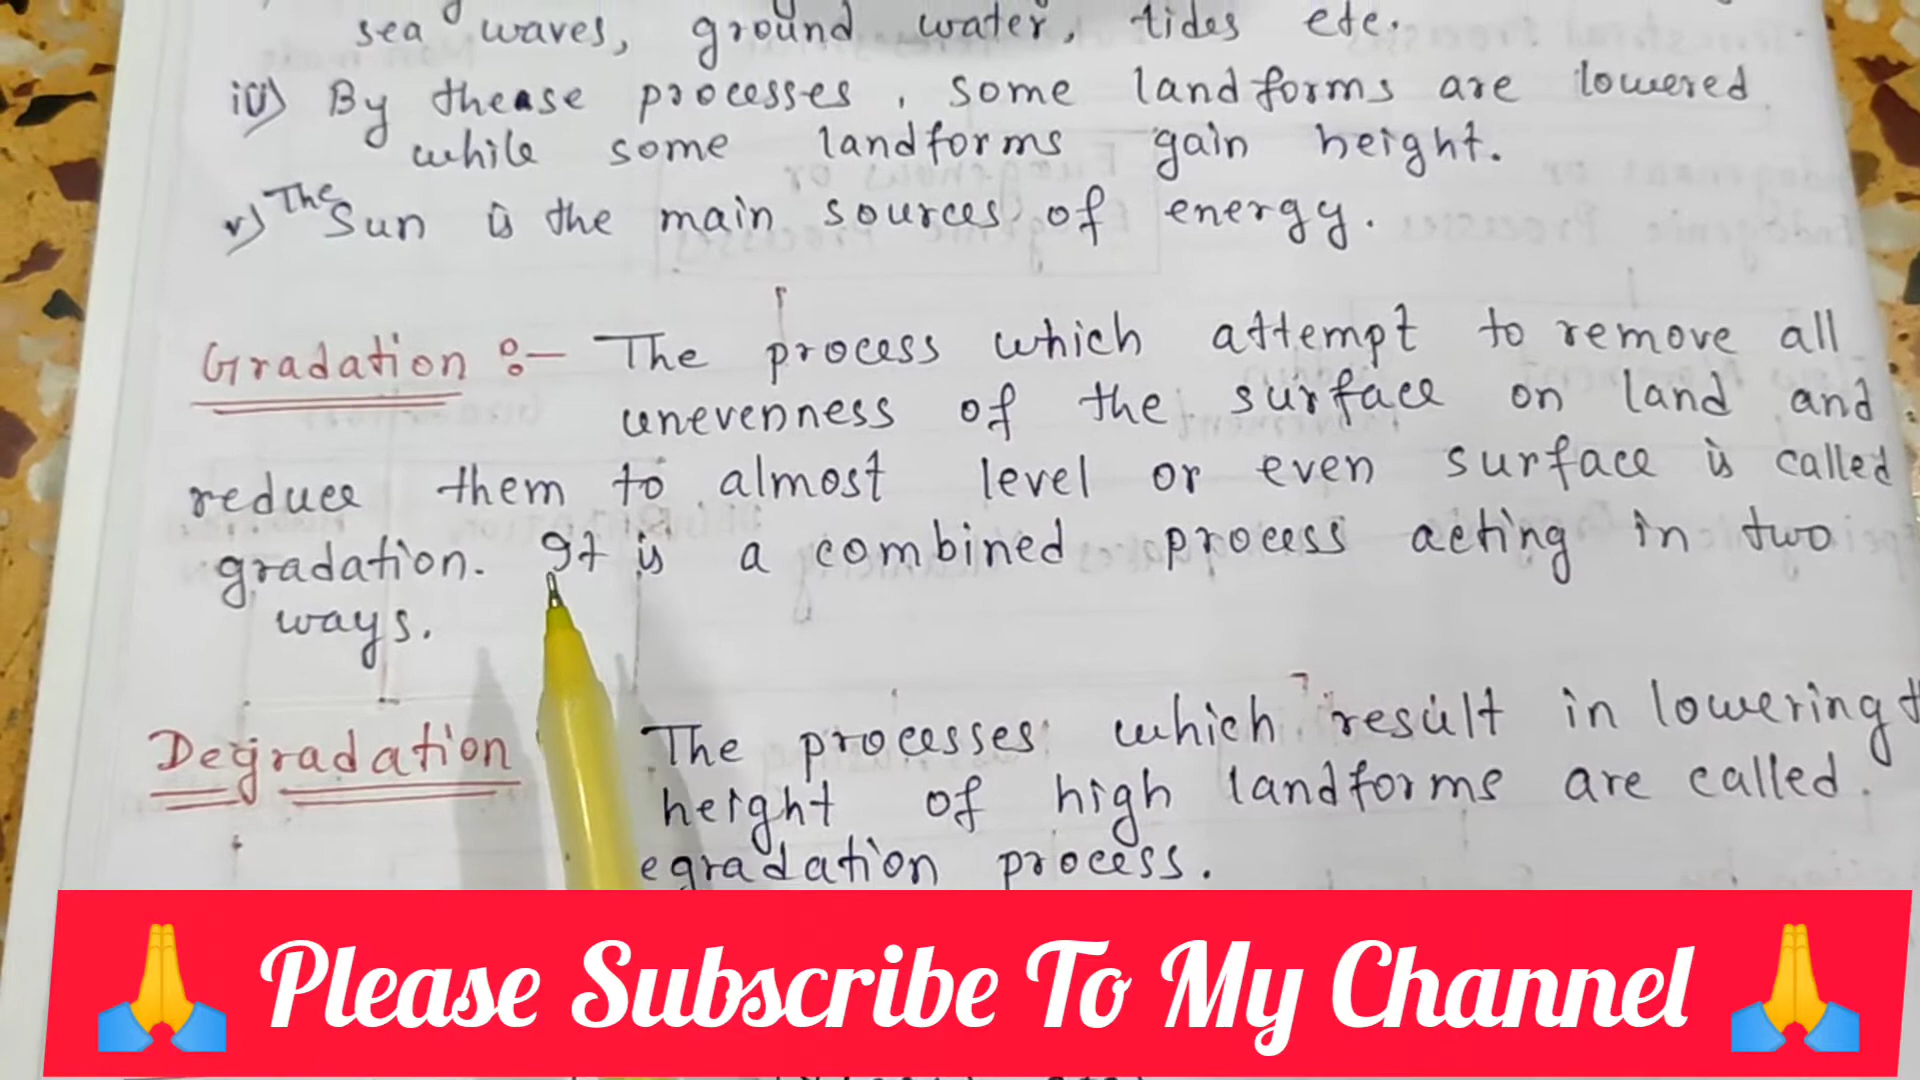 sea waves, ground water, tides etc.
iv) By thease processes, some landforms are lowered
while some landforms gain height.
v) The Sun is the main sources of energy.
Gradation :- The process which attempt to remove all
unevenness of the surface on land and
reduce them to almost level or even surface is called
gradation. It is a combined process acting in two
ways.
Degradation The processes which result in lowering
height of high landforms are called
egradation process.
🙏 Please Subscribe To My Channel 🙏